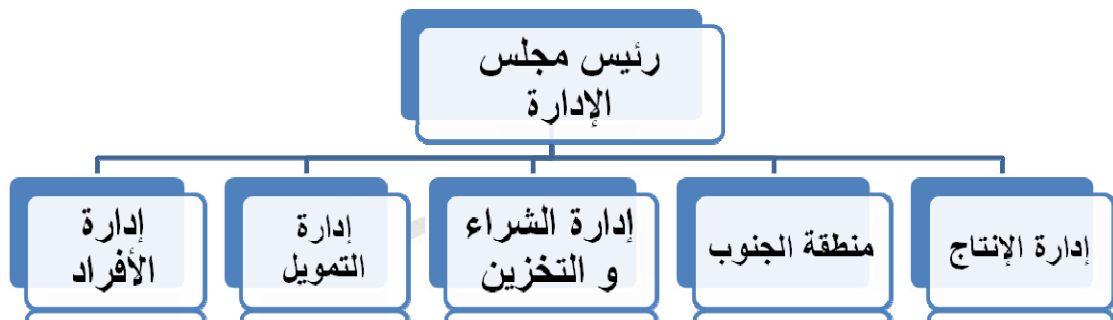 رئيس مجلس
الإدارة
إدارة الإنتاج
منطقة الجنوب
إدارة الشراء
و التخزين
إدارة
التمويل
إدارة
الأفراد